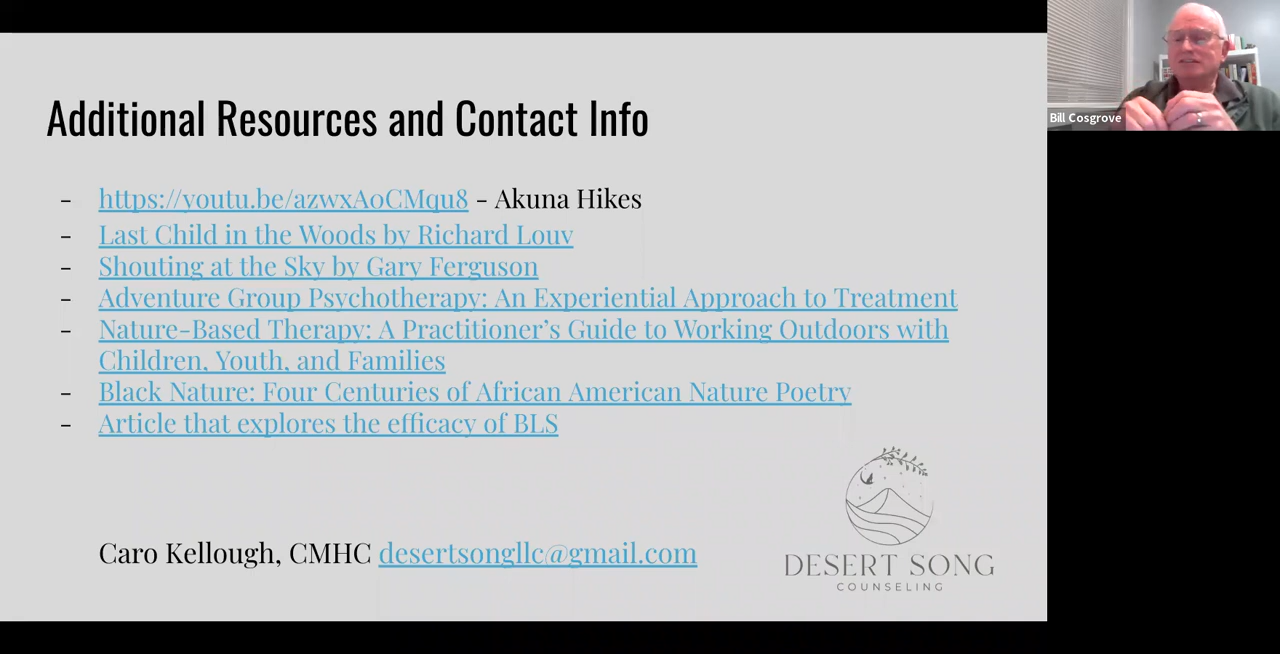 Additional Resources and Contact Info
- https://youtu.be/azwxA0CMqu8 - Akuna Hikes
- Last Child in the Woods by Richard Louv
- Shouting at the Sky by Gary Ferguson
- Adventure Group Psychotherapy: An Experiential Approach to Treatment
- Nature-Based Therapy: A Practitioner's Guide to Working Outdoors with
Children, Youth, and Families
- Black Nature: Four Centuries of African American Nature Poetry
- Article that explores the efficacy of BLS
Caro Kellough, CMHC desertsongllc@gmail.com
DESERT SONG
COUNSELING
Bill Cosgrove